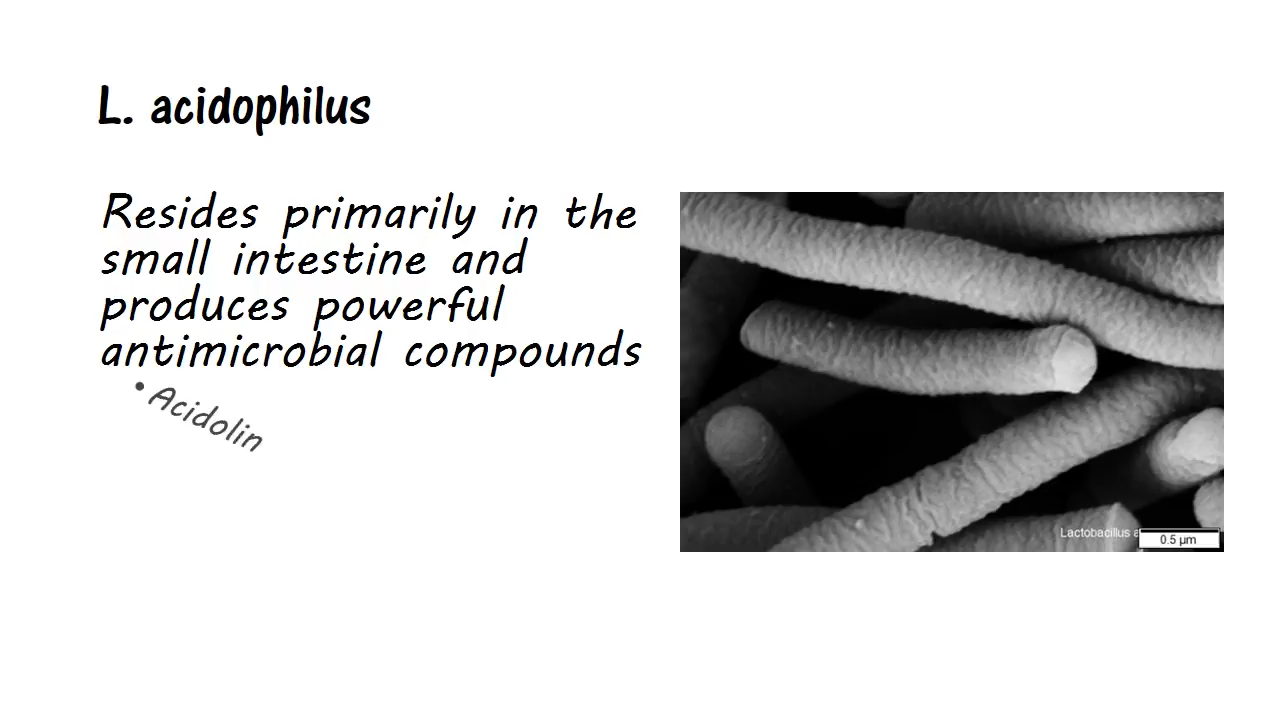 L. acidophilus
Resides primarily in the
small intestine and
produces powerful
antimicrobial compounds
• Acidolin
Lactobacillus
0.5 µm